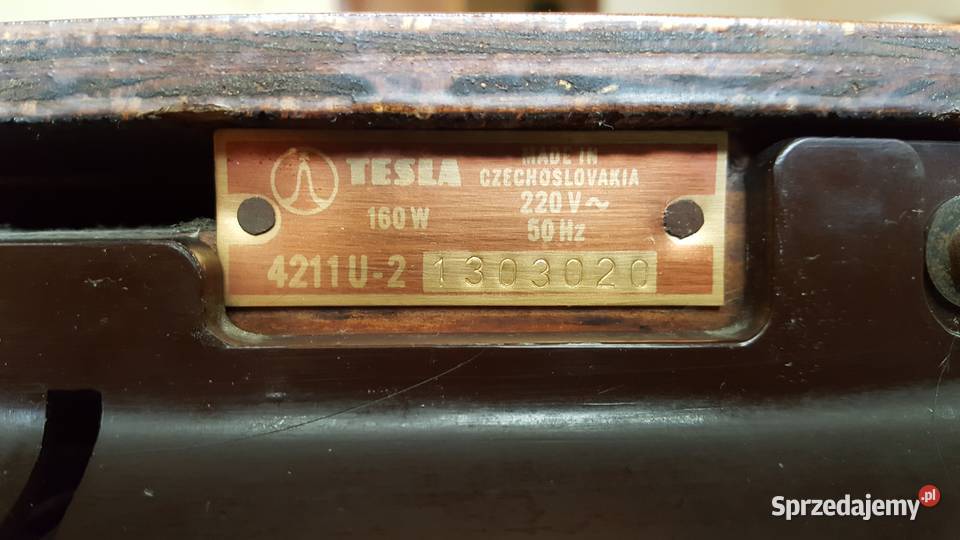 TESLA
MADE IN
CZECHOSLOVAKIA
160 W
220 V ~
50 Hz
4211 U-2 1303020
Sprzedajemy.pl